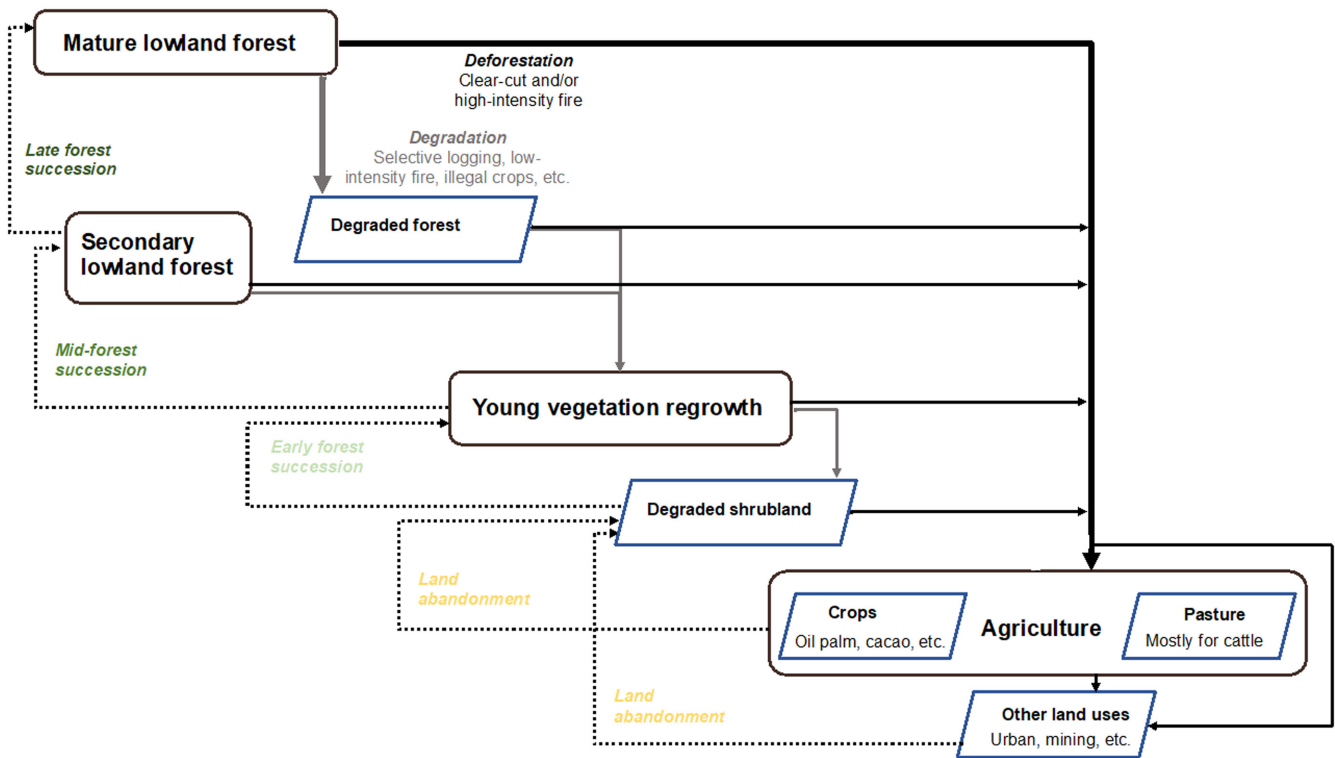 Mature lowland forest
Deforestation
Clear-cut and/or
high-intensity fire
Degradation
Selective logging, low-
intensity fire, illegal crops, etc.
Late forest
succession
Degraded forest
Secondary
lowland forest
Mid-forest
succession
Young vegetation regrowth
Early forest
succession
Degraded shrubland
Land
abandonment
Crops
Oil palm, cacao, etc.
Agriculture
Pasture
Mostly for cattle
Land
abandonment
Other land uses
Urban, mining, etc.